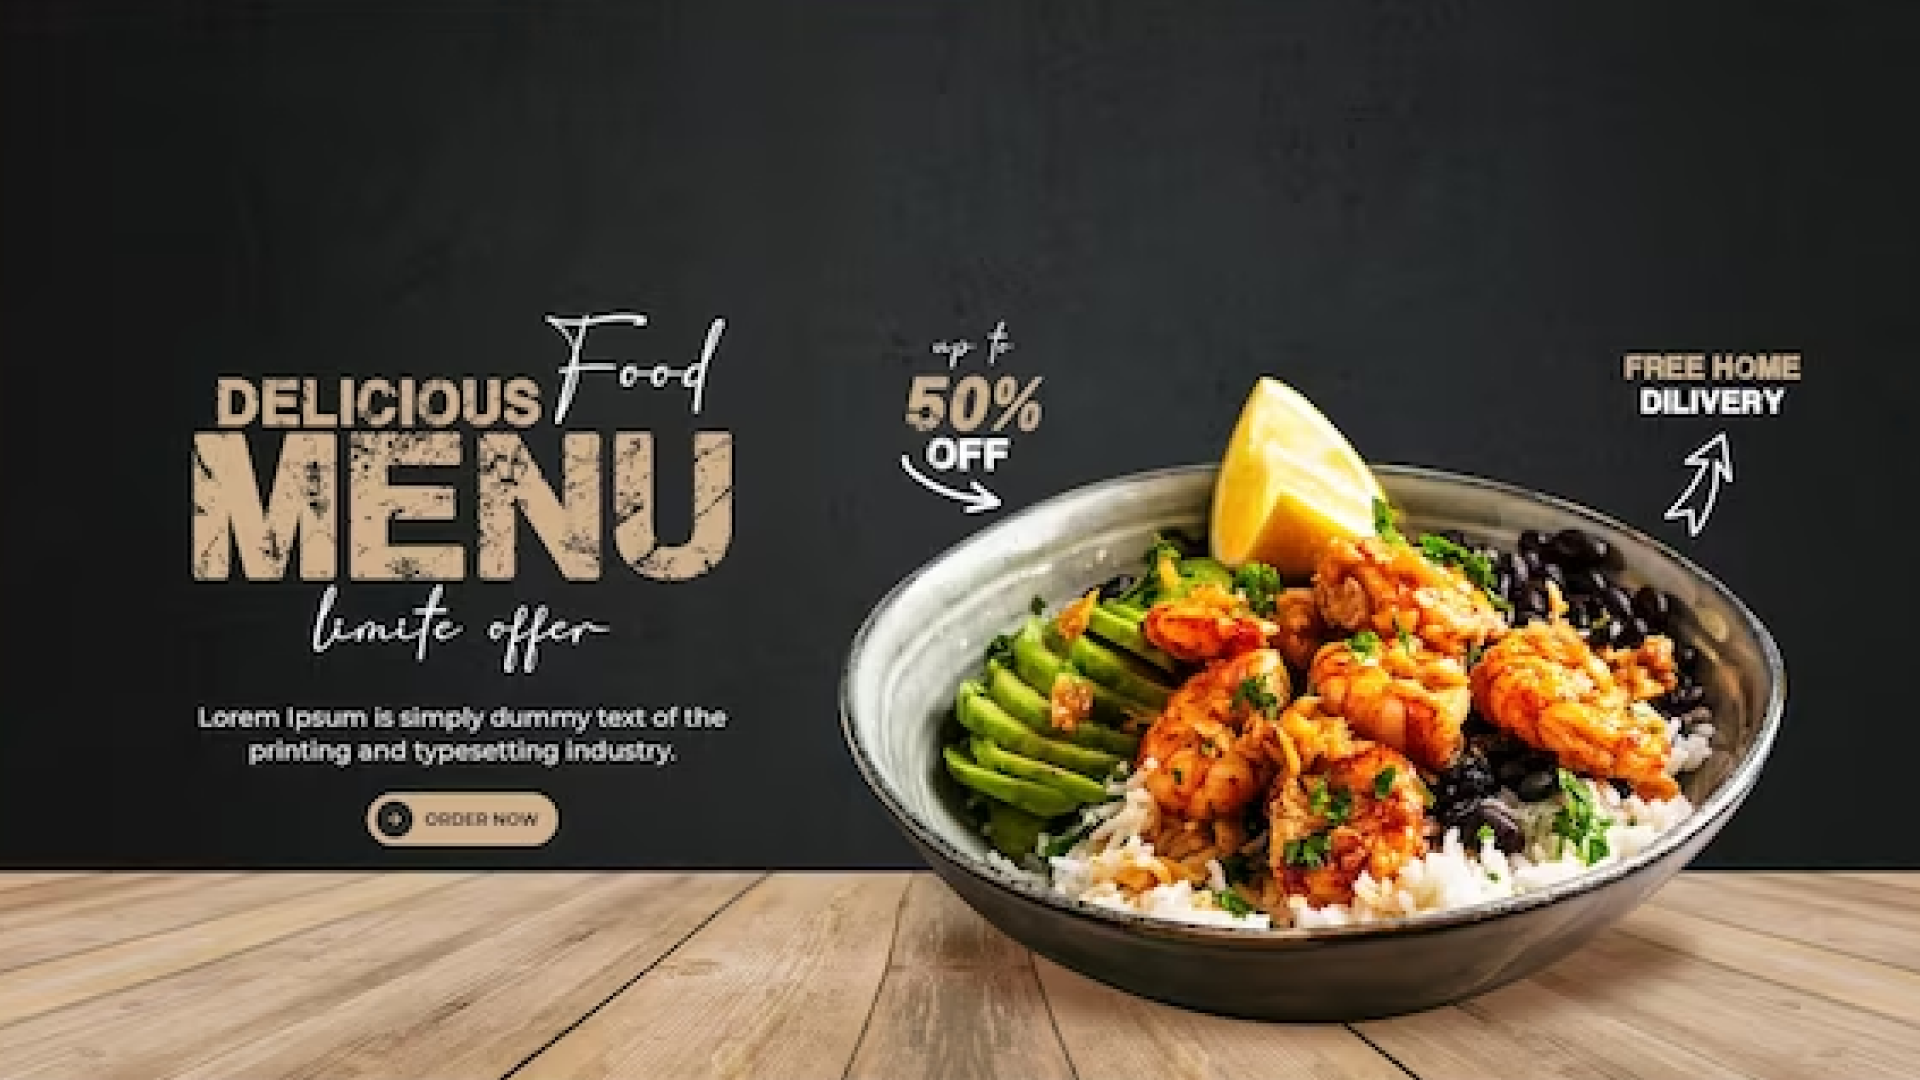 Food
DELICIOUS
MENU
limite offer
Lorem Ipsum is simply dummy text of the
printing and typesetting industry.
ORDER NOW
up to
50%
OFF
FREE HOME
DILIVERY